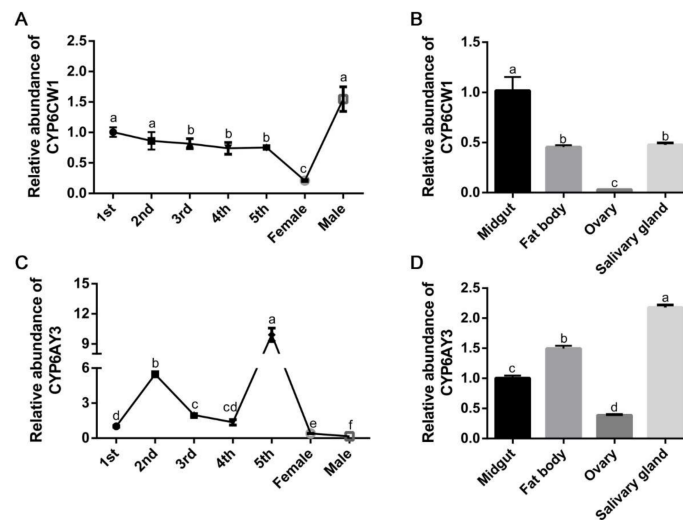 A
Relative abundance of
CYP6CW1
2.5
2.0
1.5
1.0
0.5
0.0
a
a
b
b
b
c
a
1st
2nd
3rd
4th
5th
Female
Male
B
Relative abundance of
CYP6CW1
1.5
1.0
0.5
0.0
a
b
c
b
Midgut
Fat body
Ovary
Salivary gland
C
Relative abundance of
CYP6AY3
15
12
9
6
3
0
d
b
c
cd
a
e
f
1st
2nd
3rd
4th
5th
Female
Male
D
Relative abundance of
CYP6AY3
2.5
2.0
1.5
1.0
0.5
0.0
c
b
d
a
Midgut
Fat body
Ovary
Salivary gland